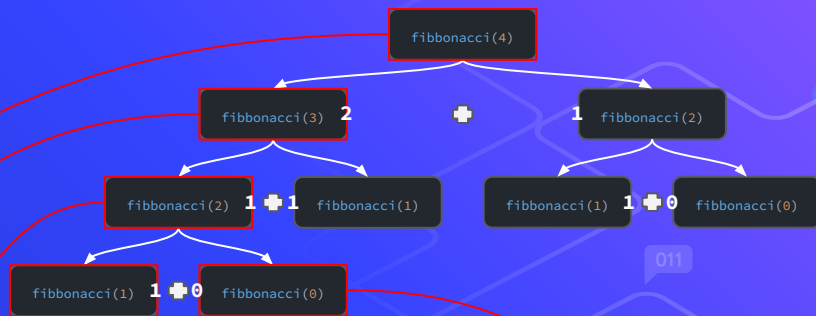 fibbonacci(4)
fibbonacci(3) 2 1 fibbonacci(2)
fibbonacci(2) 1 1 fibbonacci(1) fibbonacci(1) 1 0 fibbonacci(0)
011
fibbonacci(1) 1 0 fibbonacci(0)